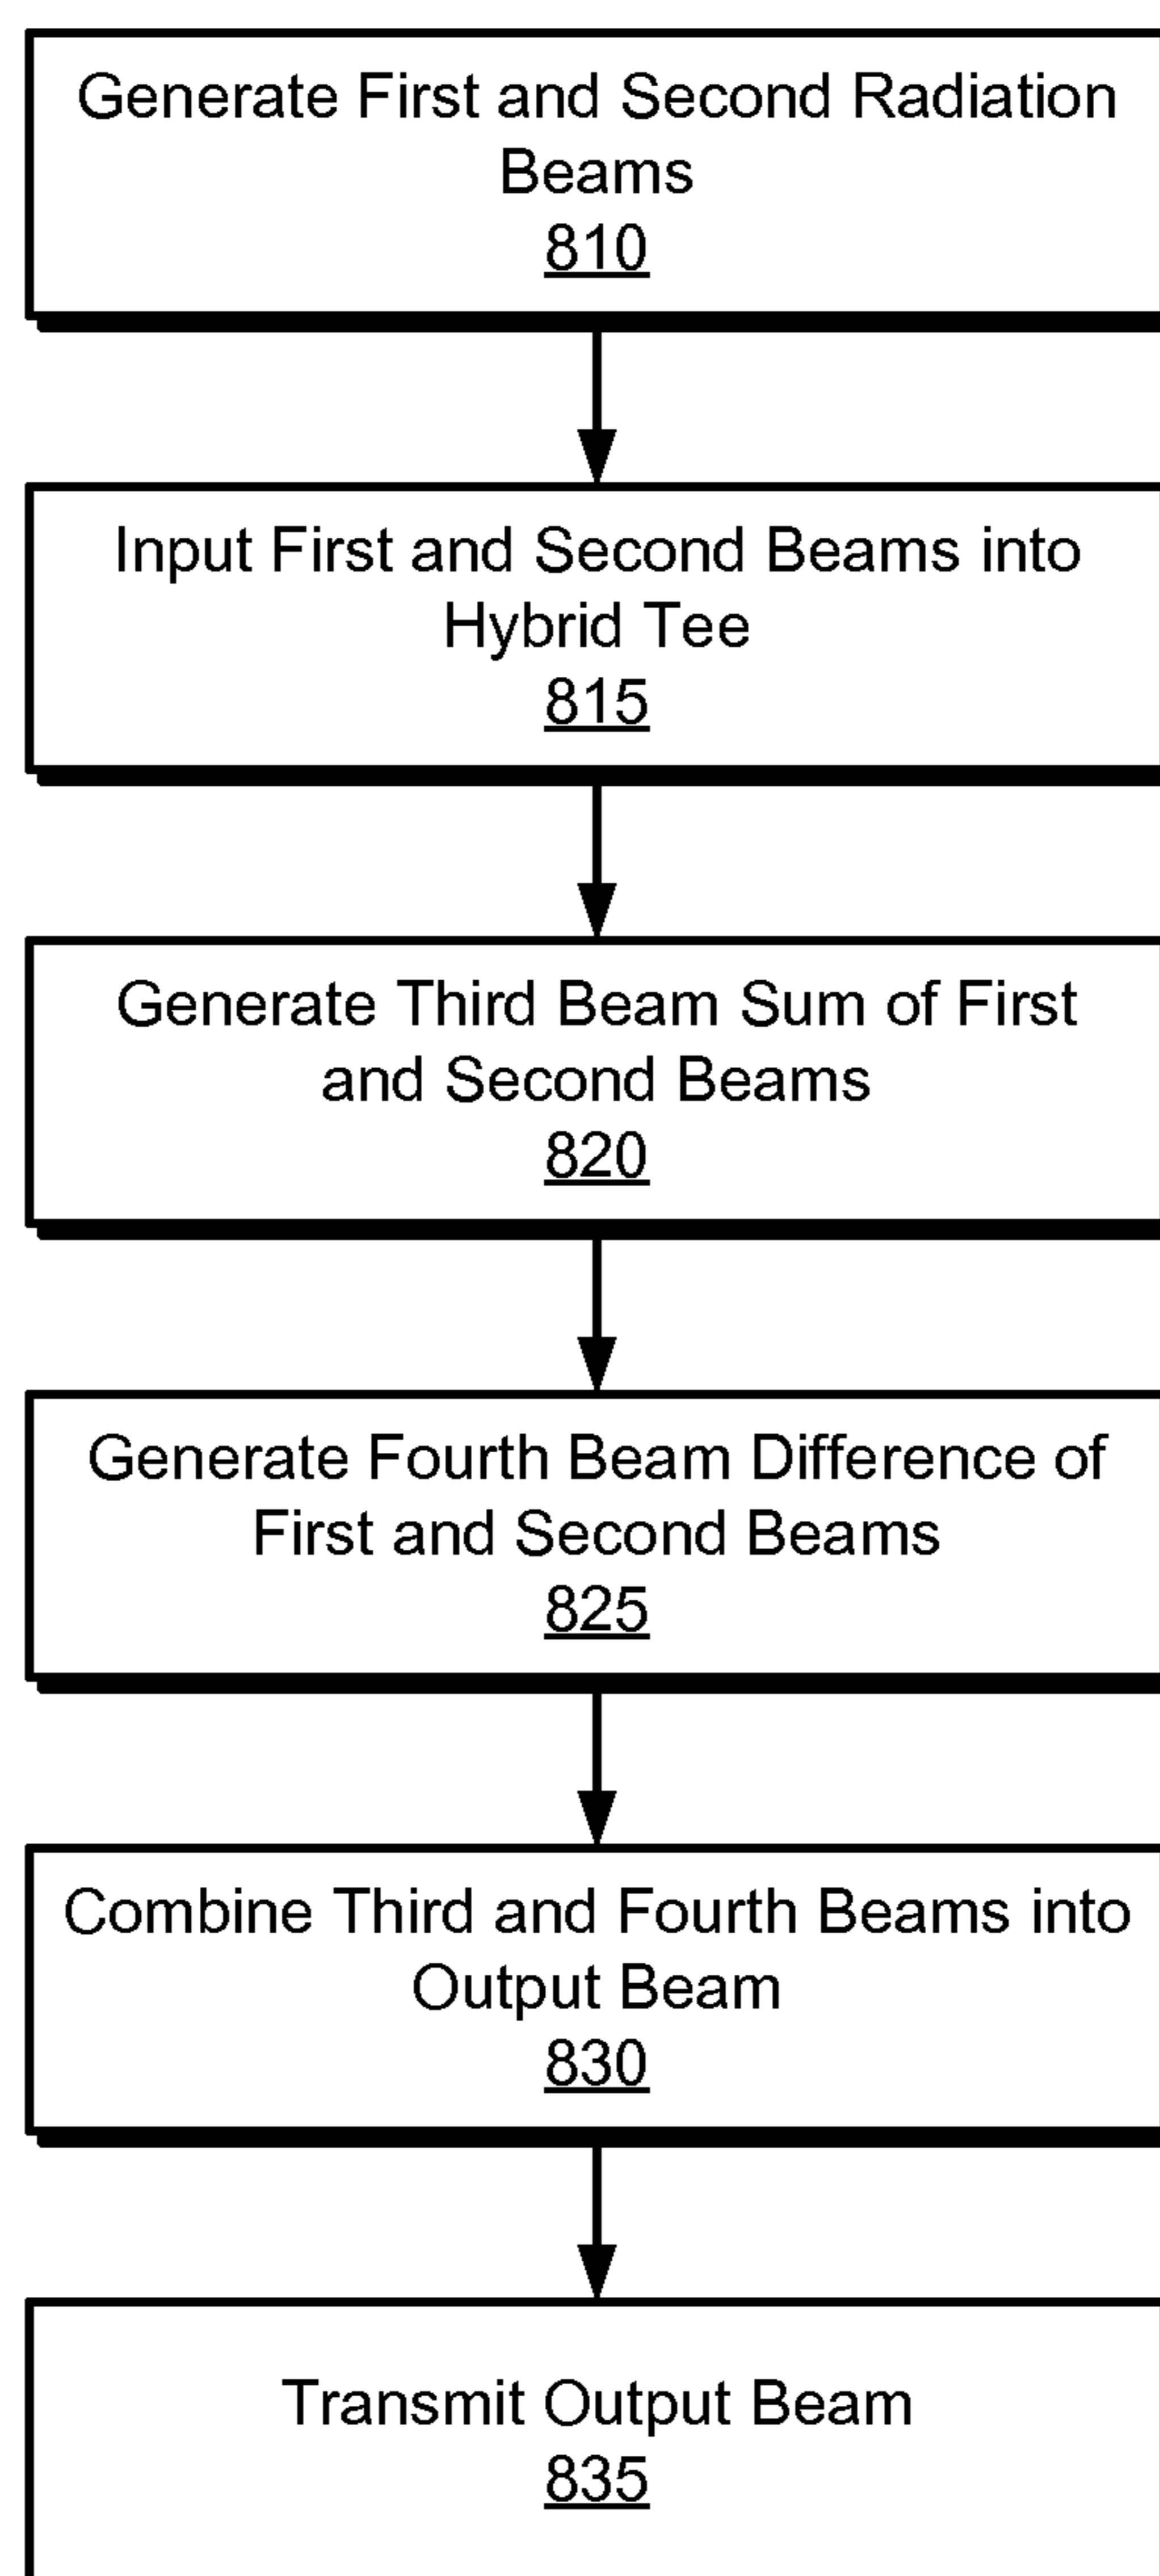 Generate First and Second Radiation
Beams
810
Input First and Second Beams into
Hybrid Tee
815
Generate Third Beam Sum of First
and Second Beams
820
Generate Fourth Beam Difference of
First and Second Beams
825
Combine Third and Fourth Beams into
Output Beam
830
Transmit Output Beam
835